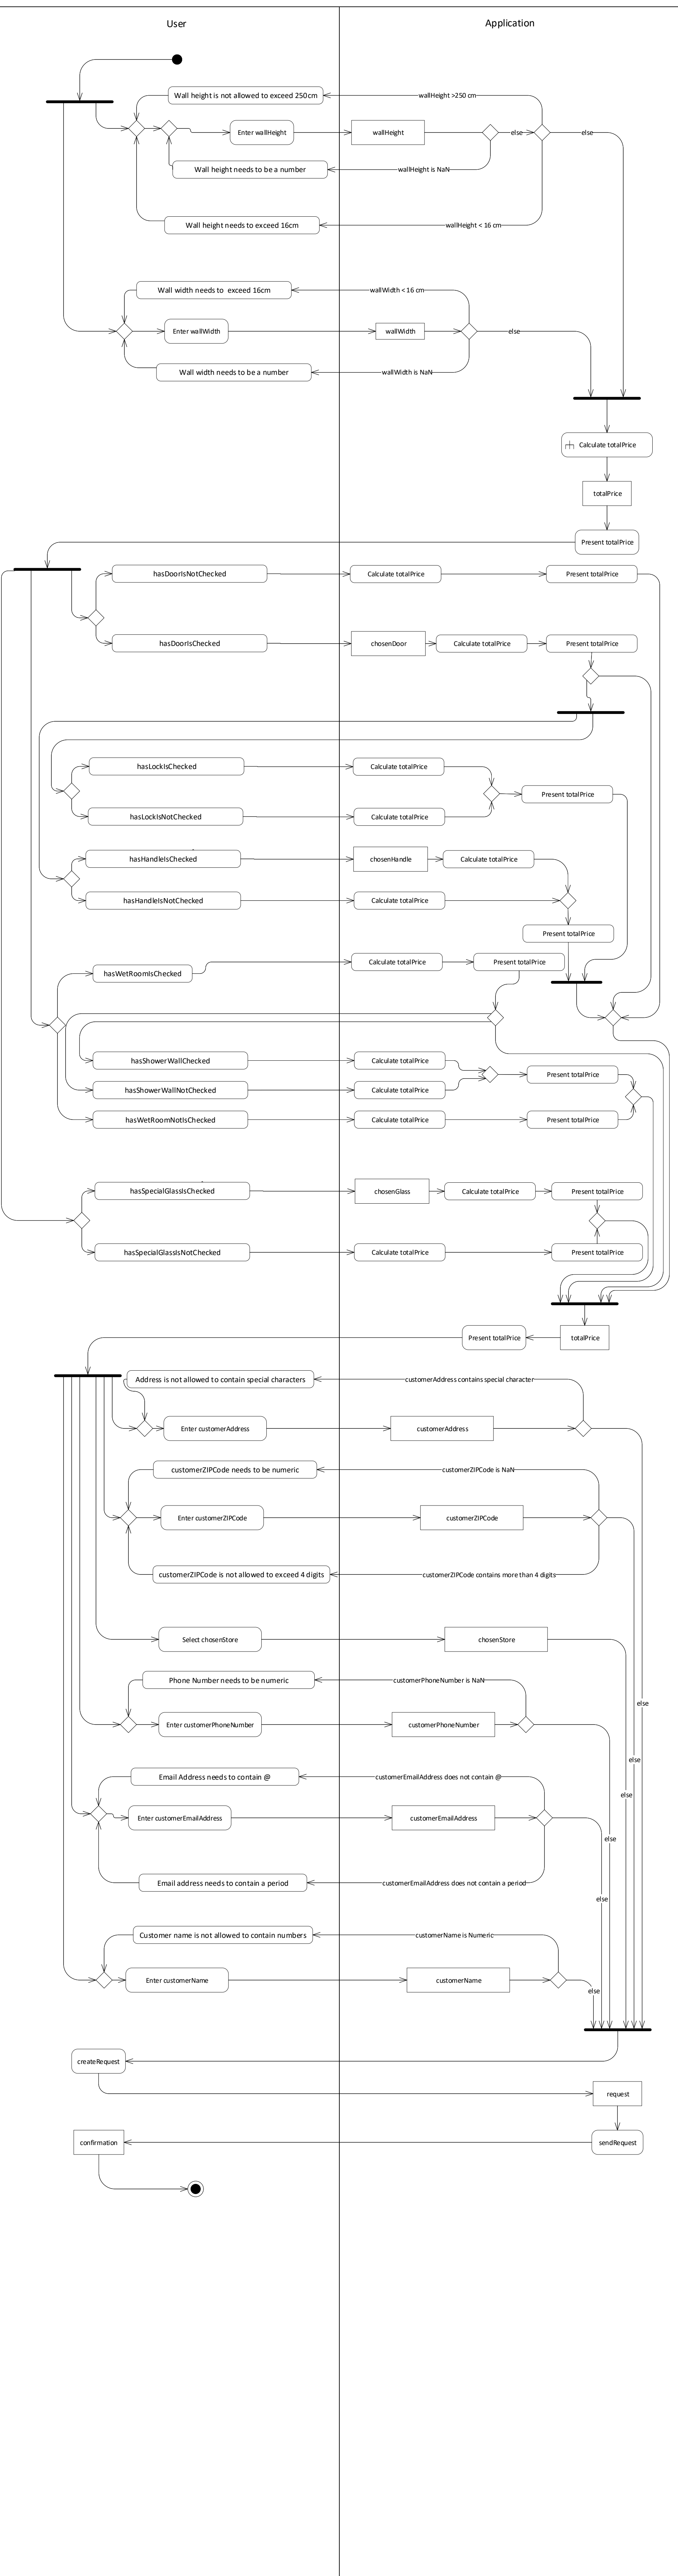 User
Application
Wall height is not allowed to exceed 250cm
wallHeight >250 cm
Enter wallHeight
wallHeight
else
else
Wall height needs to be a number
wallHeight is NaN
Wall height needs to exceed 16cm
wallHeight < 16 cm
Wall width needs to  exceed 16cm
wallWidth < 16 cm
Enter wallWidth
wallWidth
else
Wall width needs to be a number
wallWidth is NaN
Calculate totalPrice
totalPrice
Present totalPrice
hasDoorIsNotChecked
Calculate totalPrice
Present totalPrice
hasDoorIsChecked
chosenDoor
Calculate totalPrice
Present totalPrice
hasLockIsChecked
Calculate totalPrice
Present totalPrice
hasLockIsNotChecked
Calculate totalPrice
hasHandleIsChecked
chosenHandle
Calculate totalPrice
hasHandleIsNotChecked
Calculate totalPrice
Present totalPrice
hasWetRoomIsChecked
Calculate totalPrice
Present totalPrice
hasShowerWallChecked
Calculate totalPrice
Present totalPrice
hasShowerWallNotChecked
Calculate totalPrice
hasWetRoomNotIsChecked
Calculate totalPrice
Present totalPrice
hasSpecialGlassIsChecked
chosenGlass
Calculate totalPrice
Present totalPrice
hasSpecialGlassIsNotChecked
Calculate totalPrice
Present totalPrice
Present totalPrice
totalPrice
Address is not allowed to contain special characters
customerAddress contains special character
Enter customerAddress
customerAddress
customerZIPCode needs to be numeric
customerZIPCode is NaN
Enter customerZIPCode
customerZIPCode
customerZIPCode is not allowed to exceed 4 digits
customerZIPCode contains more than 4 digits
Select chosenStore
chosenStore
Phone Number needs to be numeric
customerPhoneNumber is NaN
else
Enter customerPhoneNumber
customerPhoneNumber
else
Email Address needs to contain @
customerEmailAddress does not contain @
else
Enter customerEmailAddress
customerEmailAddress
else
Email address needs to contain a period
customerEmailAddress does not contain a period
else
Customer name is not allowed to contain numbers
customerName is Numeric
Enter customerName
customerName
else
createRequest
request
confirmation
sendRequest